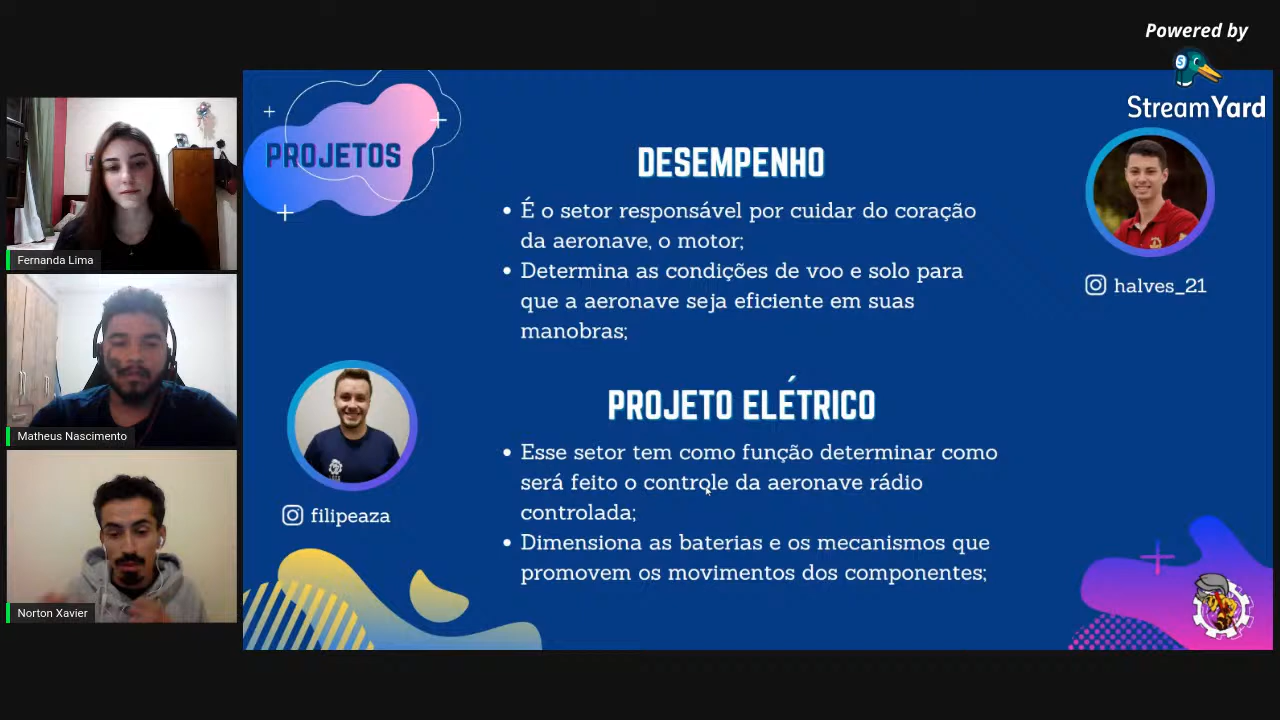 Powered by
StreamYard
PROJETOS
DESEMPENHO
• É o setor responsável por cuidar do coração
da aeronave, o motor;
• Determina as condições de voo e solo para
que a aeronave seja eficiente em suas
manobras;
halves_21
PROJETO ELÉTRICO
• Esse setor tem como função determinar como
será feito o controle da aeronave rádio
controlada;
• Dimensiona as baterias e os mecanismos que
promovem os movimentos dos componentes;
filipeaza
Fernanda Lima
Matheus Nascimento
Norton Xavier